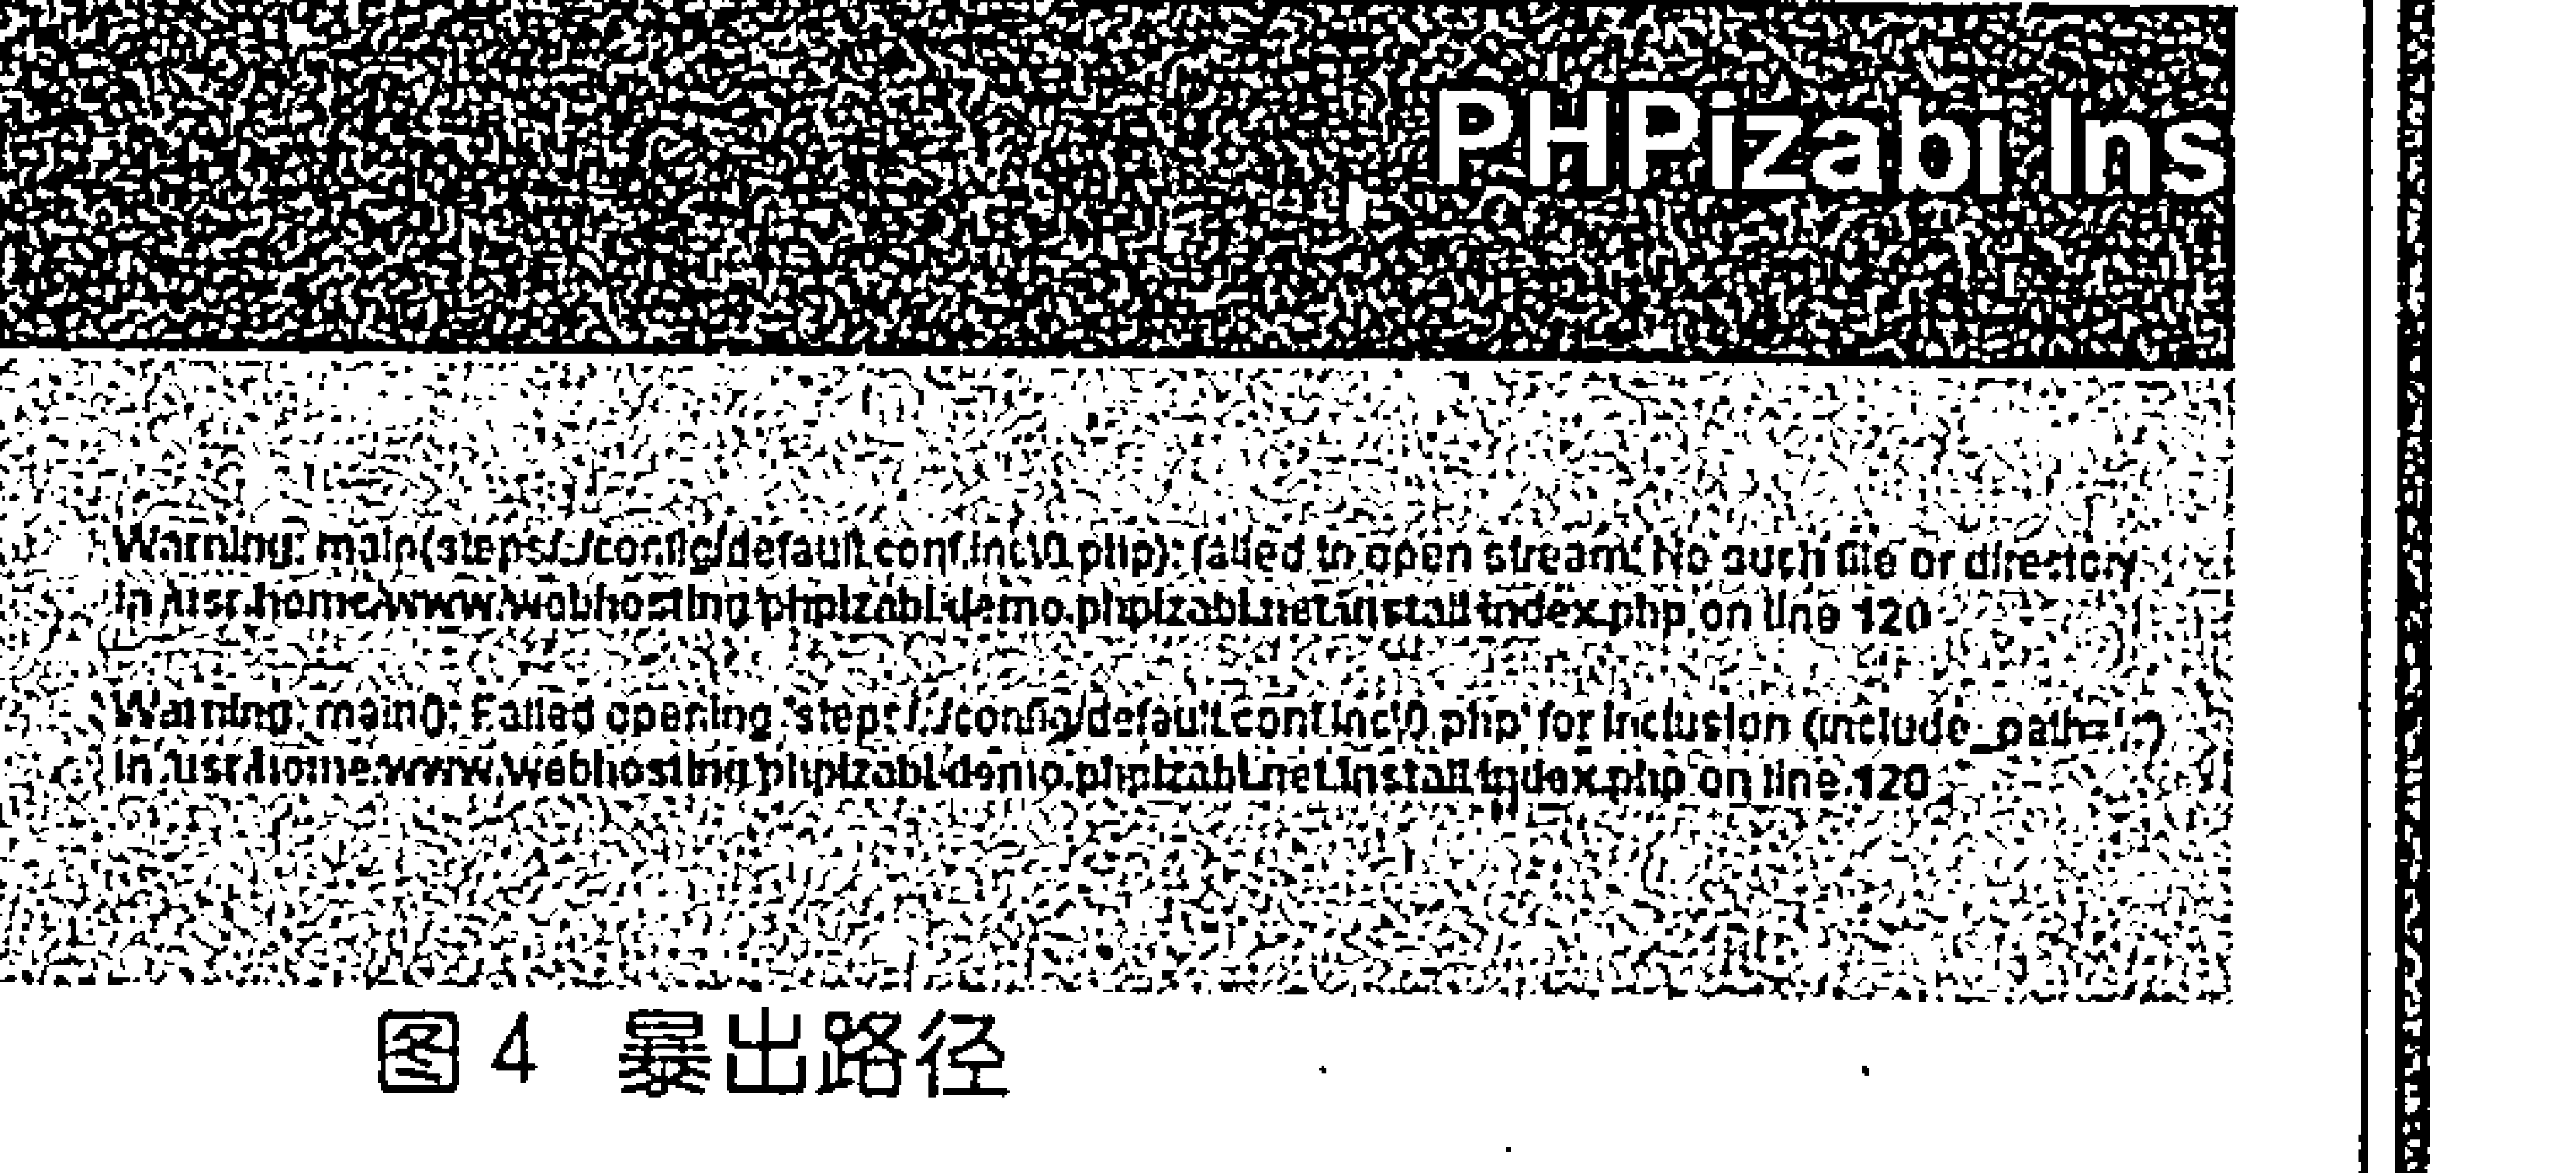 PHPizabi Ins
Warning: main(steps/../config/default.conf.inc\0.php): failed to open stream: No such file or directory
in /usr/home/www/webhosting/phpizabi/demo.phpizabi.net/install/index.php on line 120
Warning: main(): Failed opening 'steps/../config/default.conf.inc\0.php' for inclusion (include_path='.:')
in /usr/home/www/webhosting/phpizabi/demo.phpizabi.net/install/index.php on line 120
图 4 暴出路径